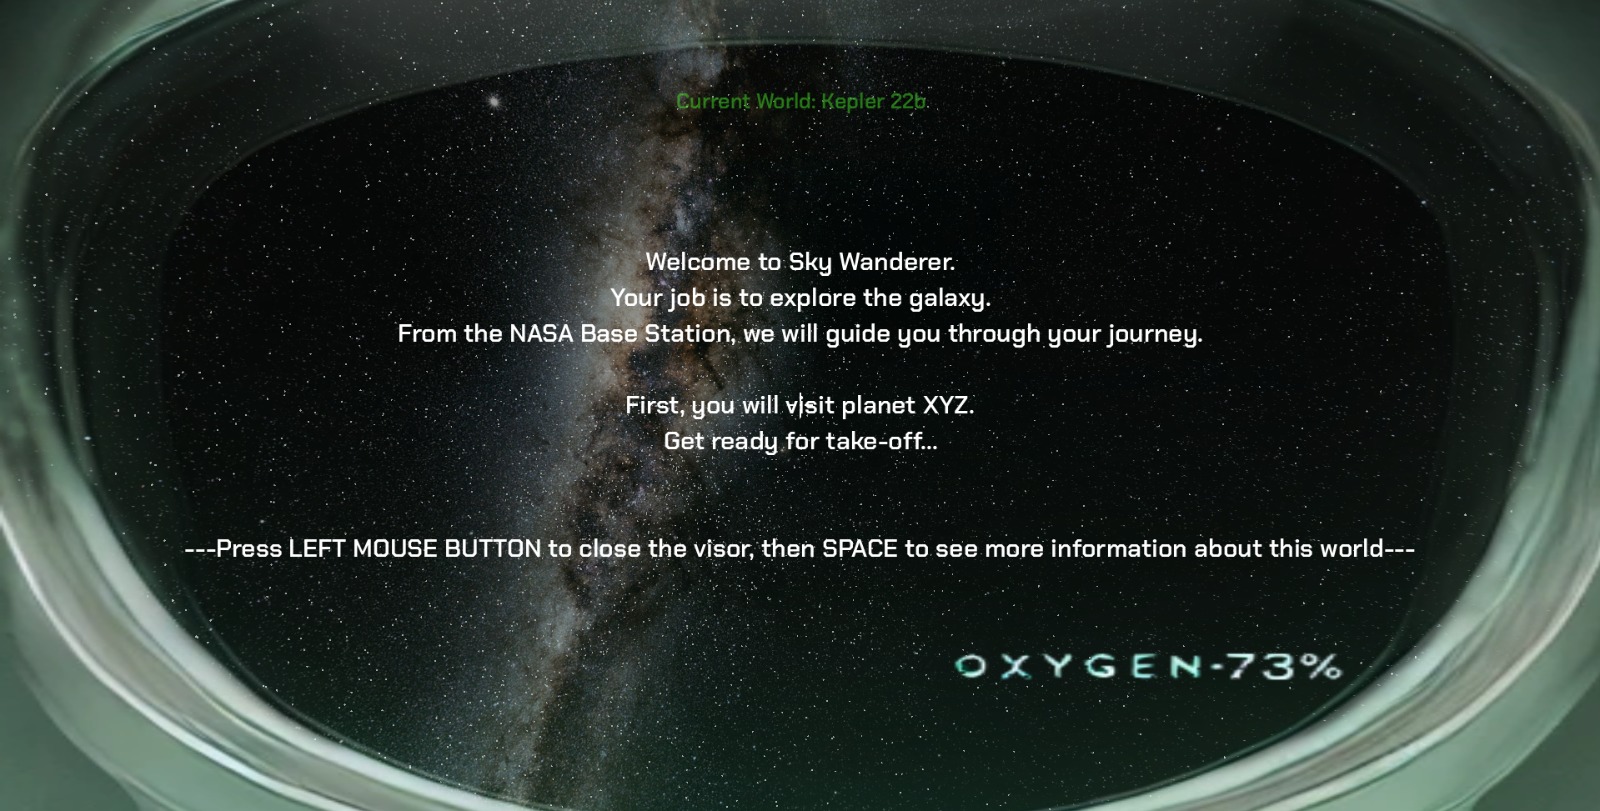 Current World: Kepler 22b
Welcome to Sky Wanderer.
Your job is to explore the galaxy.
From the NASA Base Station, we will guide you through your journey.
First, you will visit planet XYZ.
Get ready for take-off...
---Press LEFT MOUSE BUTTON to close the visor, then SPACE to see more information about this world---
OXYGEN-73%